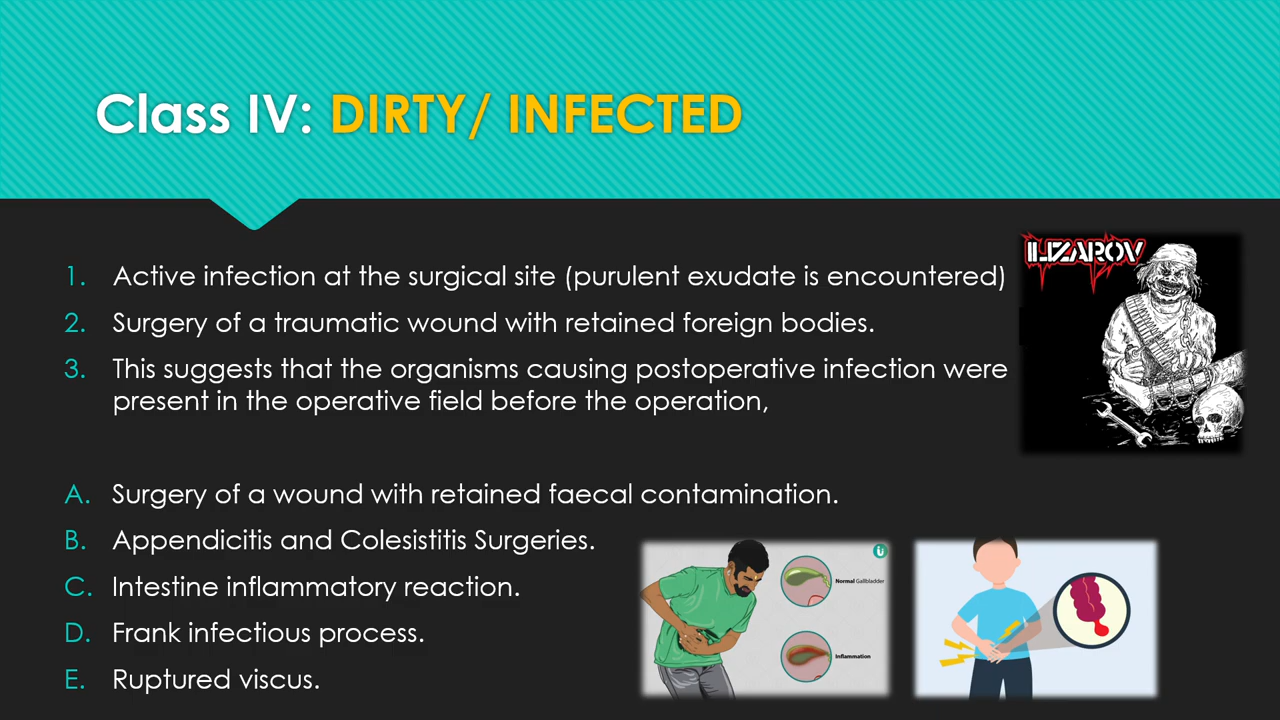 Class IV: DIRTY/ INFECTED
1. Active infection at the surgical site (purulent exudate is encountered)
2. Surgery of a traumatic wound with retained foreign bodies.
3. This suggests that the organisms causing postoperative infection were
present in the operative field before the operation,
ILIZAROV
A. Surgery of a wound with retained faecal contamination.
B. Appendicitis and Colesistitis Surgeries.
C. Intestine inflammatory reaction.
D. Frank infectious process.
E. Ruptured viscus.
Normal Gallbladder
Inflammation